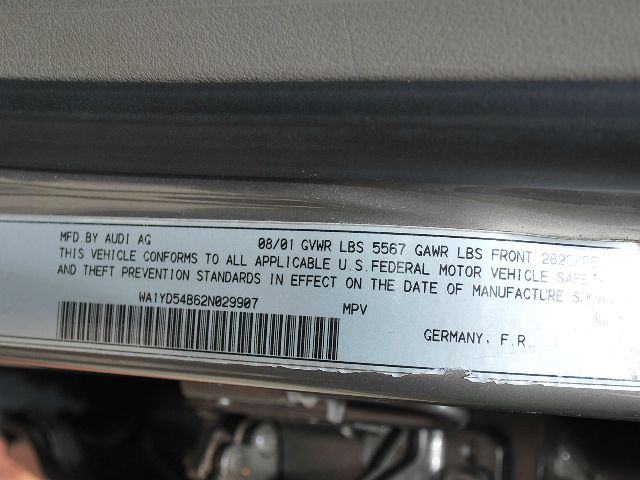 MFD.BY AUDI AG 08/01 GVWR LBS 5567 GAWR LBS FRONT
THIS VEHICLE CONFORMS TO ALL APPLICABLE U.S.FEDERAL MOTOR VEHICLE
AND THEFT PREVENTION STANDARDS IN EFFECT ON THE DATE OF MANUFACTURE
WA1YD54B62N029907 MPV
GERMANY, F.R.